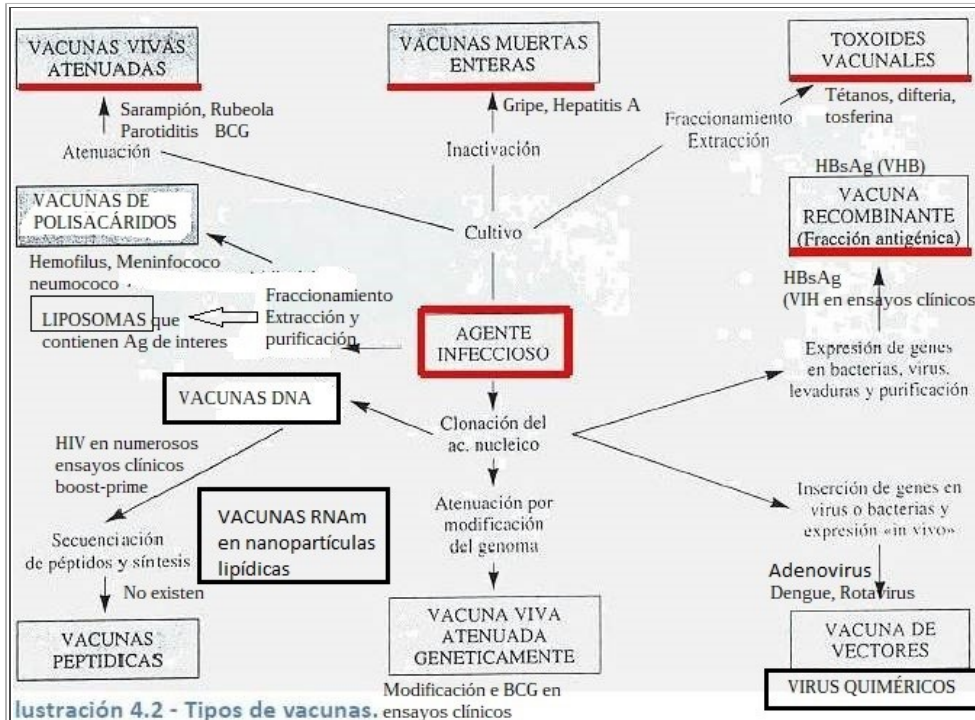 VACUNAS VIVAS
ATENUADAS
VACUNAS MUERTAS
ENTERAS
TOXOIDES
VACUNALES
Sarampión, Rubeola
Parotiditis BCG
Atenuación
Gripe, Hepatitis A
Inactivación
Tétanos, difteria,
tosferina
Fraccionamiento
Extracción
HBsAg (VHB)
VACUNAS DE
POLISACÁRIDOS
Cultivo
VACUNA
RECOMBINANTE
(Fracción antigénica)
Hemofilus, Meninfococo
neumococo .
LIPOSOMAS que
contienen Ag de interes
Fraccionamiento
Extracción y
purificación
AGENTE
INFECCIOSO
HBsAg
(VIH en ensayos clínicos
Expresión de genes
en bacterias, virus.
levaduras y purificación
VACUNAS DNA
Clonación del
ac. nucleico
HIV en numerosos
ensayos clínicos
boost-prime
VACUNAS RNAm
en nanopartículas
lipídicas
Atenuación por
modificación
del genoma
Inserción de genes en
virus o bacterias y
expresión «in vivo»
Secuenciación
de péptidos y síntesis
No existen
Adenovirus
Dengue, Rotavirus
VACUNAS
PEPTIDICAS
VACUNA VIVA
ATENUADA
GENETICAMENTE
VACUNA DE
VECTORES
VIRUS QUIMÉRICOS
Modificación e BCG en
ensayos clínicos
lustración 4.2 - Tipos de vacunas.